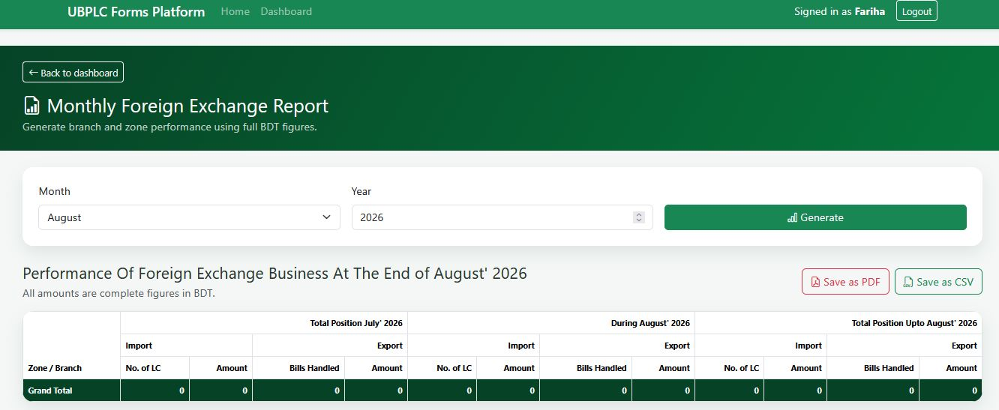 UBPLC Forms Platform Home Dashboard Signed in as Fariha Logout
← Back to dashboard
Monthly Foreign Exchange Report
Generate branch and zone performance using full BDT figures.
Month Year
August 2026 Generate
Performance Of Foreign Exchange Business At The End of August' 2026
All amounts are complete figures in BDT.
Save as PDF Save as CSV
Total Position July' 2026 During August' 2026 Total Position Upto August' 2026
Import Export Import Export Import Export
Zone / Branch No. of LC Amount Bills Handled Amount No. of LC Amount Bills Handled Amount No. of LC Amount Bills Handled Amount
Grand Total 0 0 0 0 0 0 0 0 0 0 0 0